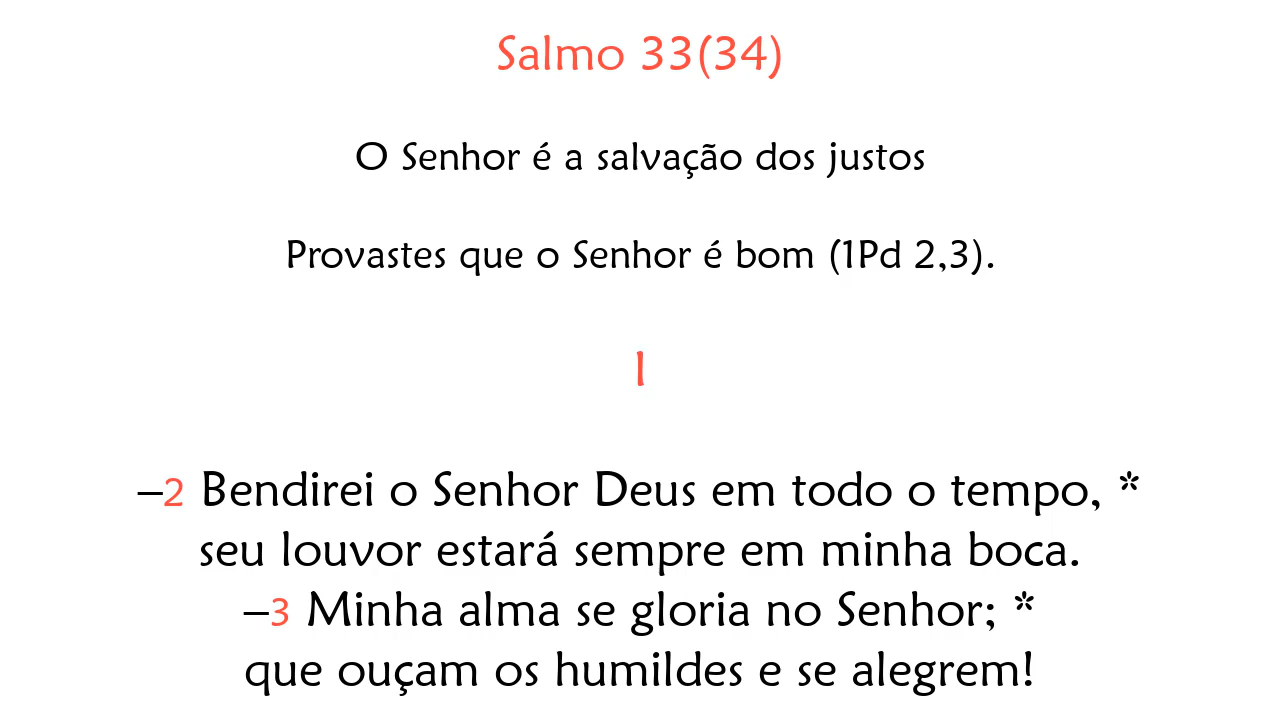 Salmo 33(34)
O Senhor é a salvação dos justos
Provastes que o Senhor é bom (1Pd 2,3).
I
–2 Bendirei o Senhor Deus em todo o tempo, *
seu louvor estará sempre em minha boca.
–3 Minha alma se gloria no Senhor; *
que ouçam os humildes e se alegrem!